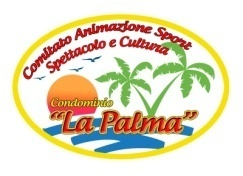 Comitato Animazione Sport
Spettacolo e Cultura
Condominio
"La Palma"